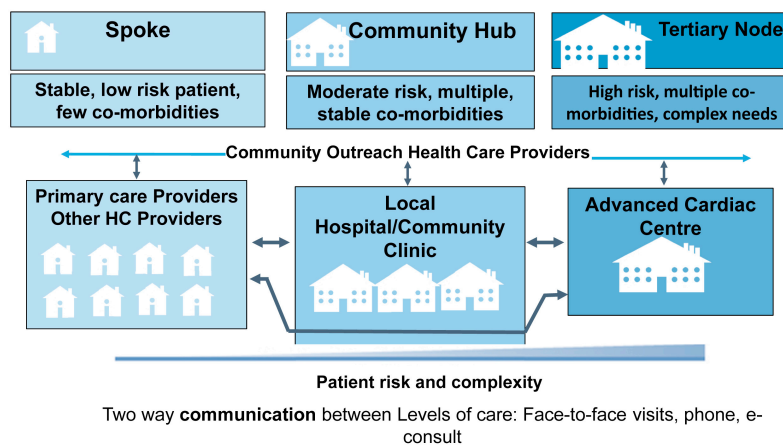 Spoke
Community Hub
Tertiary Node
Stable, low risk patient,
few co-morbidities
Moderate risk, multiple,
stable co-morbidities
High risk, multiple co-
morbidities, complex needs
Community Outreach Health Care Providers
Primary care Providers
Other HC Providers
Local
Hospital/Community
Clinic
Advanced Cardiac
Centre
Patient risk and complexity
Two way communication between Levels of care: Face-to-face visits, phone, e-
consult